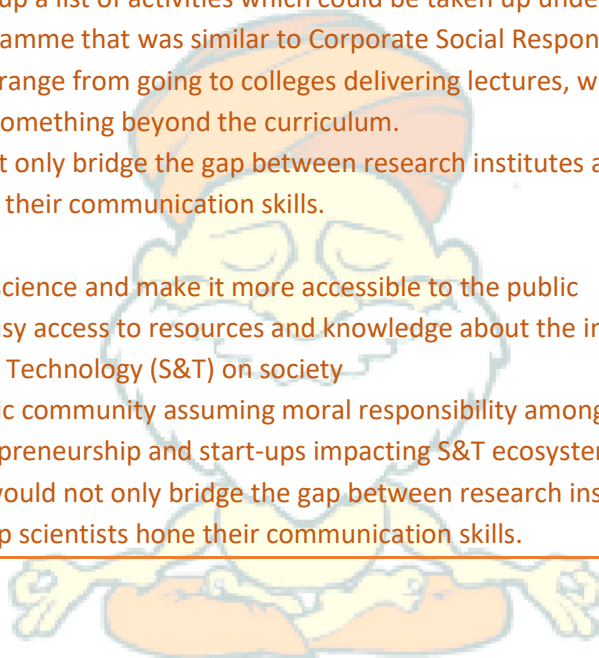 up a list of activities which could be taken up unde
amme that was similar to Corporate Social Respon
range from going to colleges delivering lectures, w
omething beyond the curriculum.
t only bridge the gap between research institutes a
their communication skills.
science and make it more accessible to the public
sy access to resources and knowledge about the i
Technology (S&T) on society
ic community assuming moral responsibility among
preneurship and start-ups impacting S&T ecosyste
would not only bridge the gap between research ins
p scientists hone their communication skills.